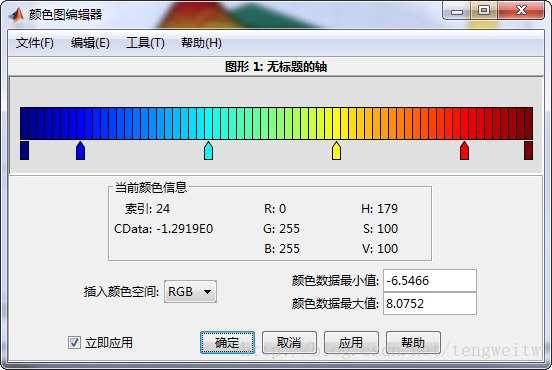 颜色图编辑器
文件(F) 编辑(E) 工具(T) 帮助(H)
图形 1: 无标题的轴
当前颜色信息
索引: 24 R: 0 H: 179
CData: -1.2919E0 G: 255 S: 100
B: 255 V: 100
插入颜色空间: RGB
颜色数据最小值: -6.5466
颜色数据最大值: 8.0752
立即应用 确定 取消 应用 帮助
http://blog.csdn.net/tengweitw